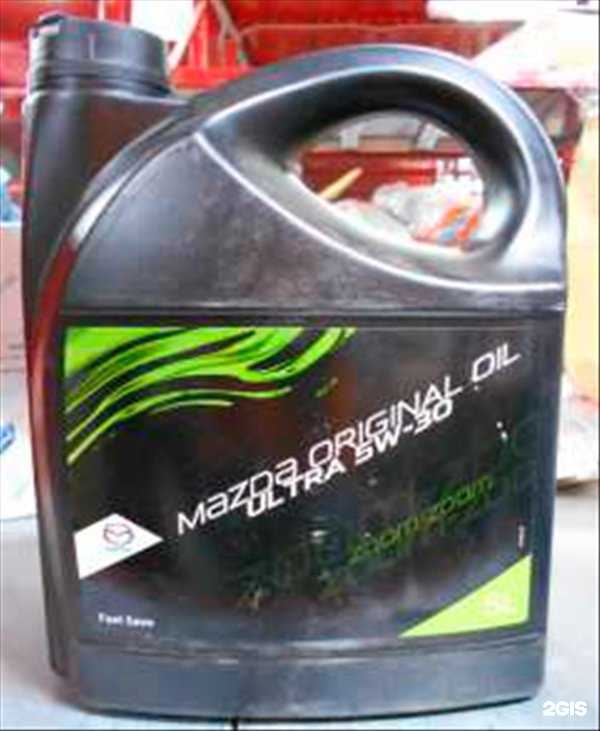 Mazda ORIGINAL OIL
ULTRA 5W-30
zoom-zoom
Fuel Save
5L
2GIS